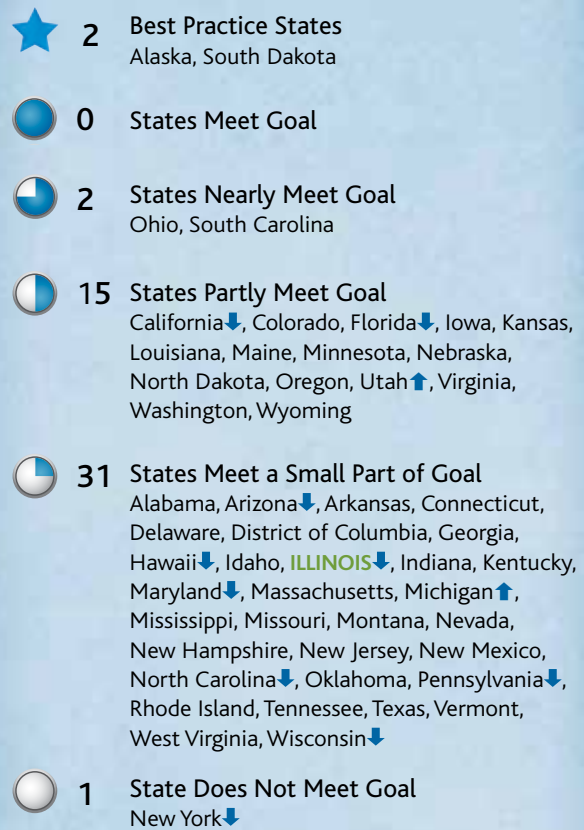 2 Best Practice States
Alaska, South Dakota
0 States Meet Goal
2 States Nearly Meet Goal
Ohio, South Carolina
15 States Partly Meet Goal
California⬇, Colorado, Florida⬇, Iowa, Kansas,
Louisiana, Maine, Minnesota, Nebraska,
North Dakota, Oregon, Utah⬆, Virginia,
Washington, Wyoming
31 States Meet a Small Part of Goal
Alabama, Arizona⬇, Arkansas, Connecticut,
Delaware, District of Columbia, Georgia,
Hawaii⬇, Idaho, ILLINOIS⬇, Indiana, Kentucky,
Maryland⬇, Massachusetts, Michigan⬆,
Mississippi, Missouri, Montana, Nevada,
New Hampshire, New Jersey, New Mexico,
North Carolina⬇, Oklahoma, Pennsylvania⬇,
Rhode Island, Tennessee, Texas, Vermont,
West Virginia, Wisconsin⬇
1 State Does Not Meet Goal
New York⬇